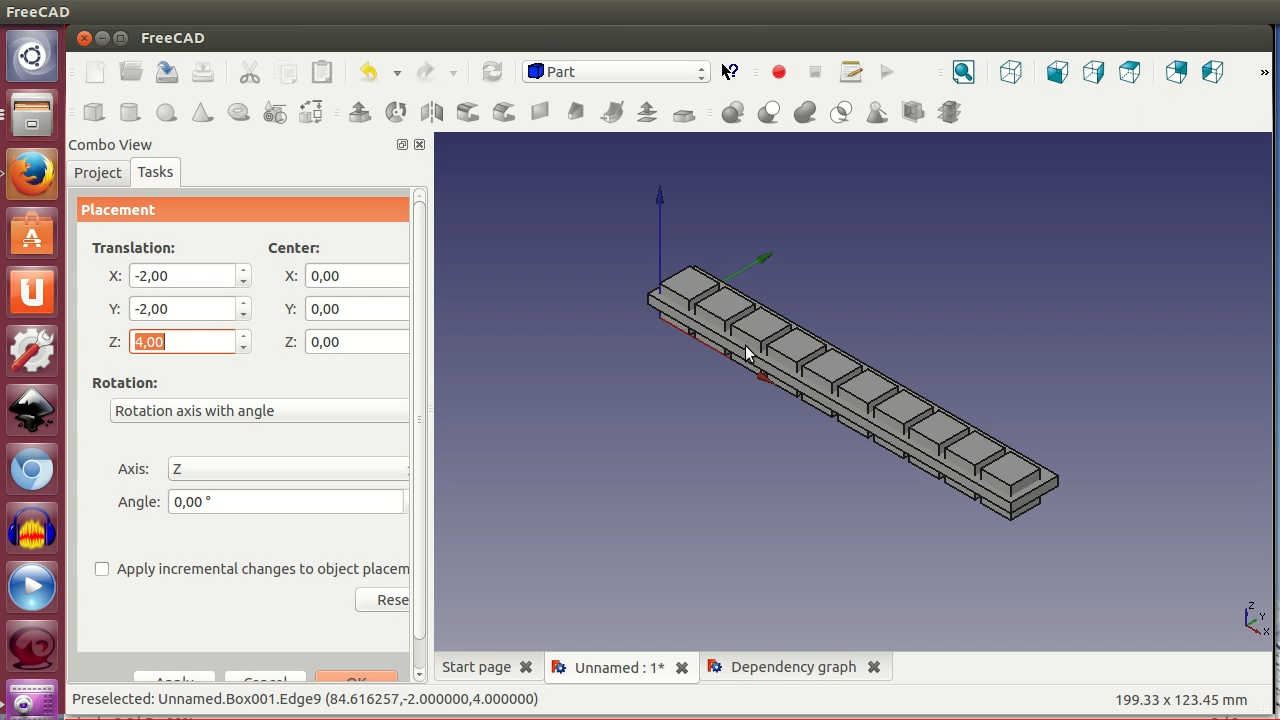 FreeCAD
FreeCAD
Part
»
Combo View
Project
Tasks
Placement
Translation:
Center:
X: -2,00
X: 0,00
Y: -2,00
Y: 0,00
Z: 4,00
Z: 0,00
Rotation:
Rotation axis with angle
Axis: Z
Angle: 0,00 °
Apply incremental changes to object placem
Rese
Apply
Cancel
OK
Z
Y
X
Start page
Unnamed : 1*
Dependency graph
Preselected: Unnamed.Box001.Edge9 (84.616257,-2.000000,4.000000)
199.33 x 123.45 mm